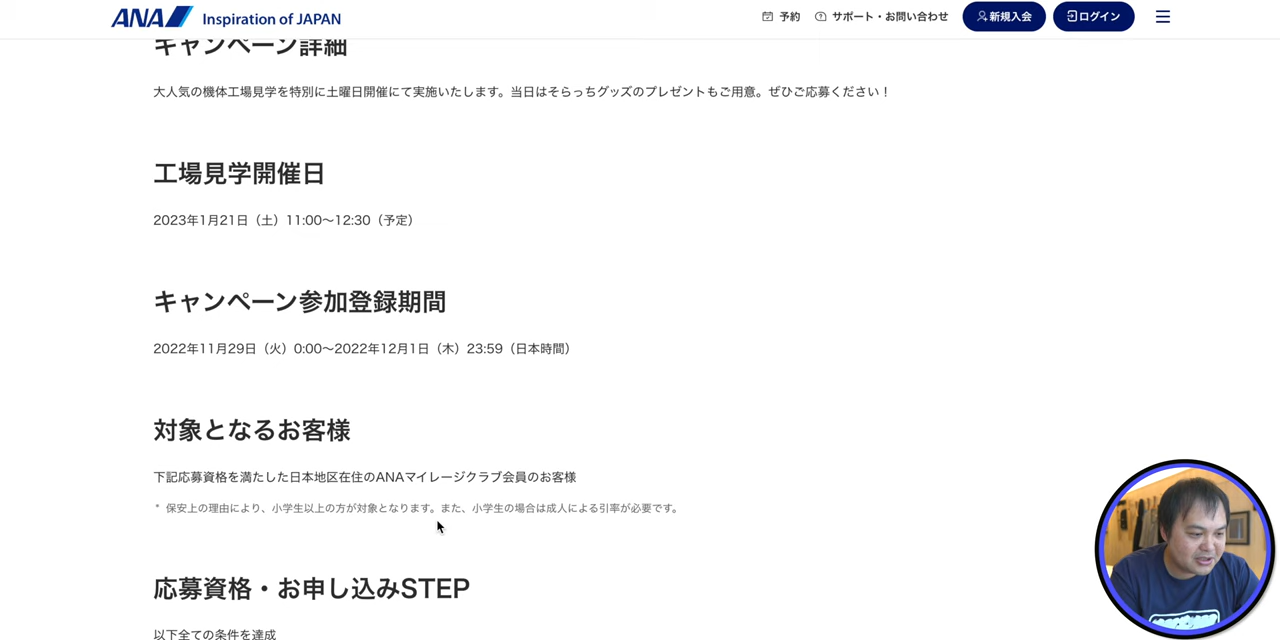 ANA Inspiration of JAPAN
予約
サポート・お問い合わせ
新規入会
ログイン
キャンペーン詳細
大人気の機体工場見学を特別に土曜日開催にて実施いたします。当日はそらっちグッズのプレゼントもご用意。ぜひご応募ください！
工場見学開催日
2023年1月21日（土）11:00〜12:30（予定）
キャンペーン参加登録期間
2022年11月29日（火）0:00〜2022年12月1日（木）23:59（日本時間）
対象となるお客様
下記応募資格を満たした日本地区在住のANAマイレージクラブ会員のお客様
* 保安上の理由により、小学生以上の方が対象となります。また、小学生の場合は成人による引率が必要です。
応募資格・お申し込みSTEP
以下全ての条件を達成